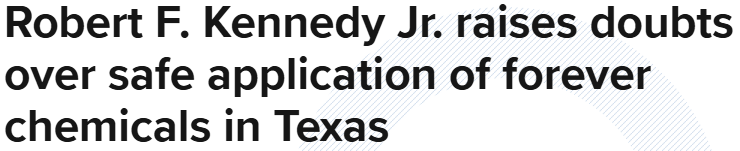 Robert F. Kennedy Jr. raises doubts
over safe application of forever
chemicals in Texas